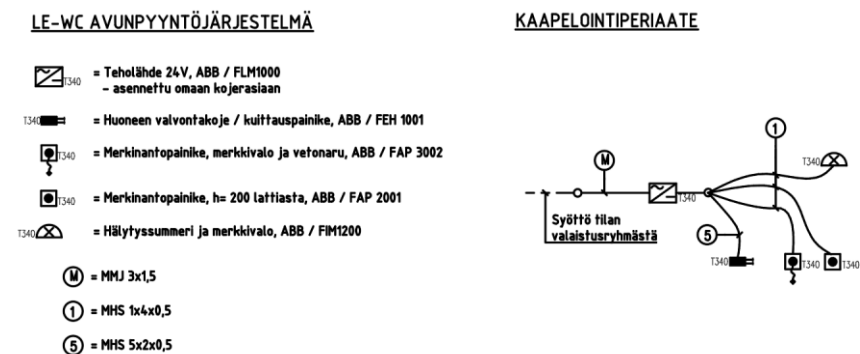 LE-WC AVUNPYYNTÖJÄRJESTELMÄ
T340 = Teholähde 24V, ABB / FLM1000
- asennettu omaan kojerasiaan
T340 = Huoneen valvontakoje / kuittauspainike, ABB / FEH 1001
T340 = Merkinantopainike, merkkivalo ja vetonaru, ABB / FAP 3002
T340 = Merkinantopainike, h= 200 lattiasta, ABB / FAP 2001
T340 = Hälytyssummeri ja merkkivalo, ABB / FIM1200
M = MMJ 3x1,5
1 = MHS 1x4x0,5
5 = MHS 5x2x0,5
KAAPELOINTIPERIAATE
1
T340
M
T340
Syöttö tilan
valaistusryhmästä
5
T340
T340
T340